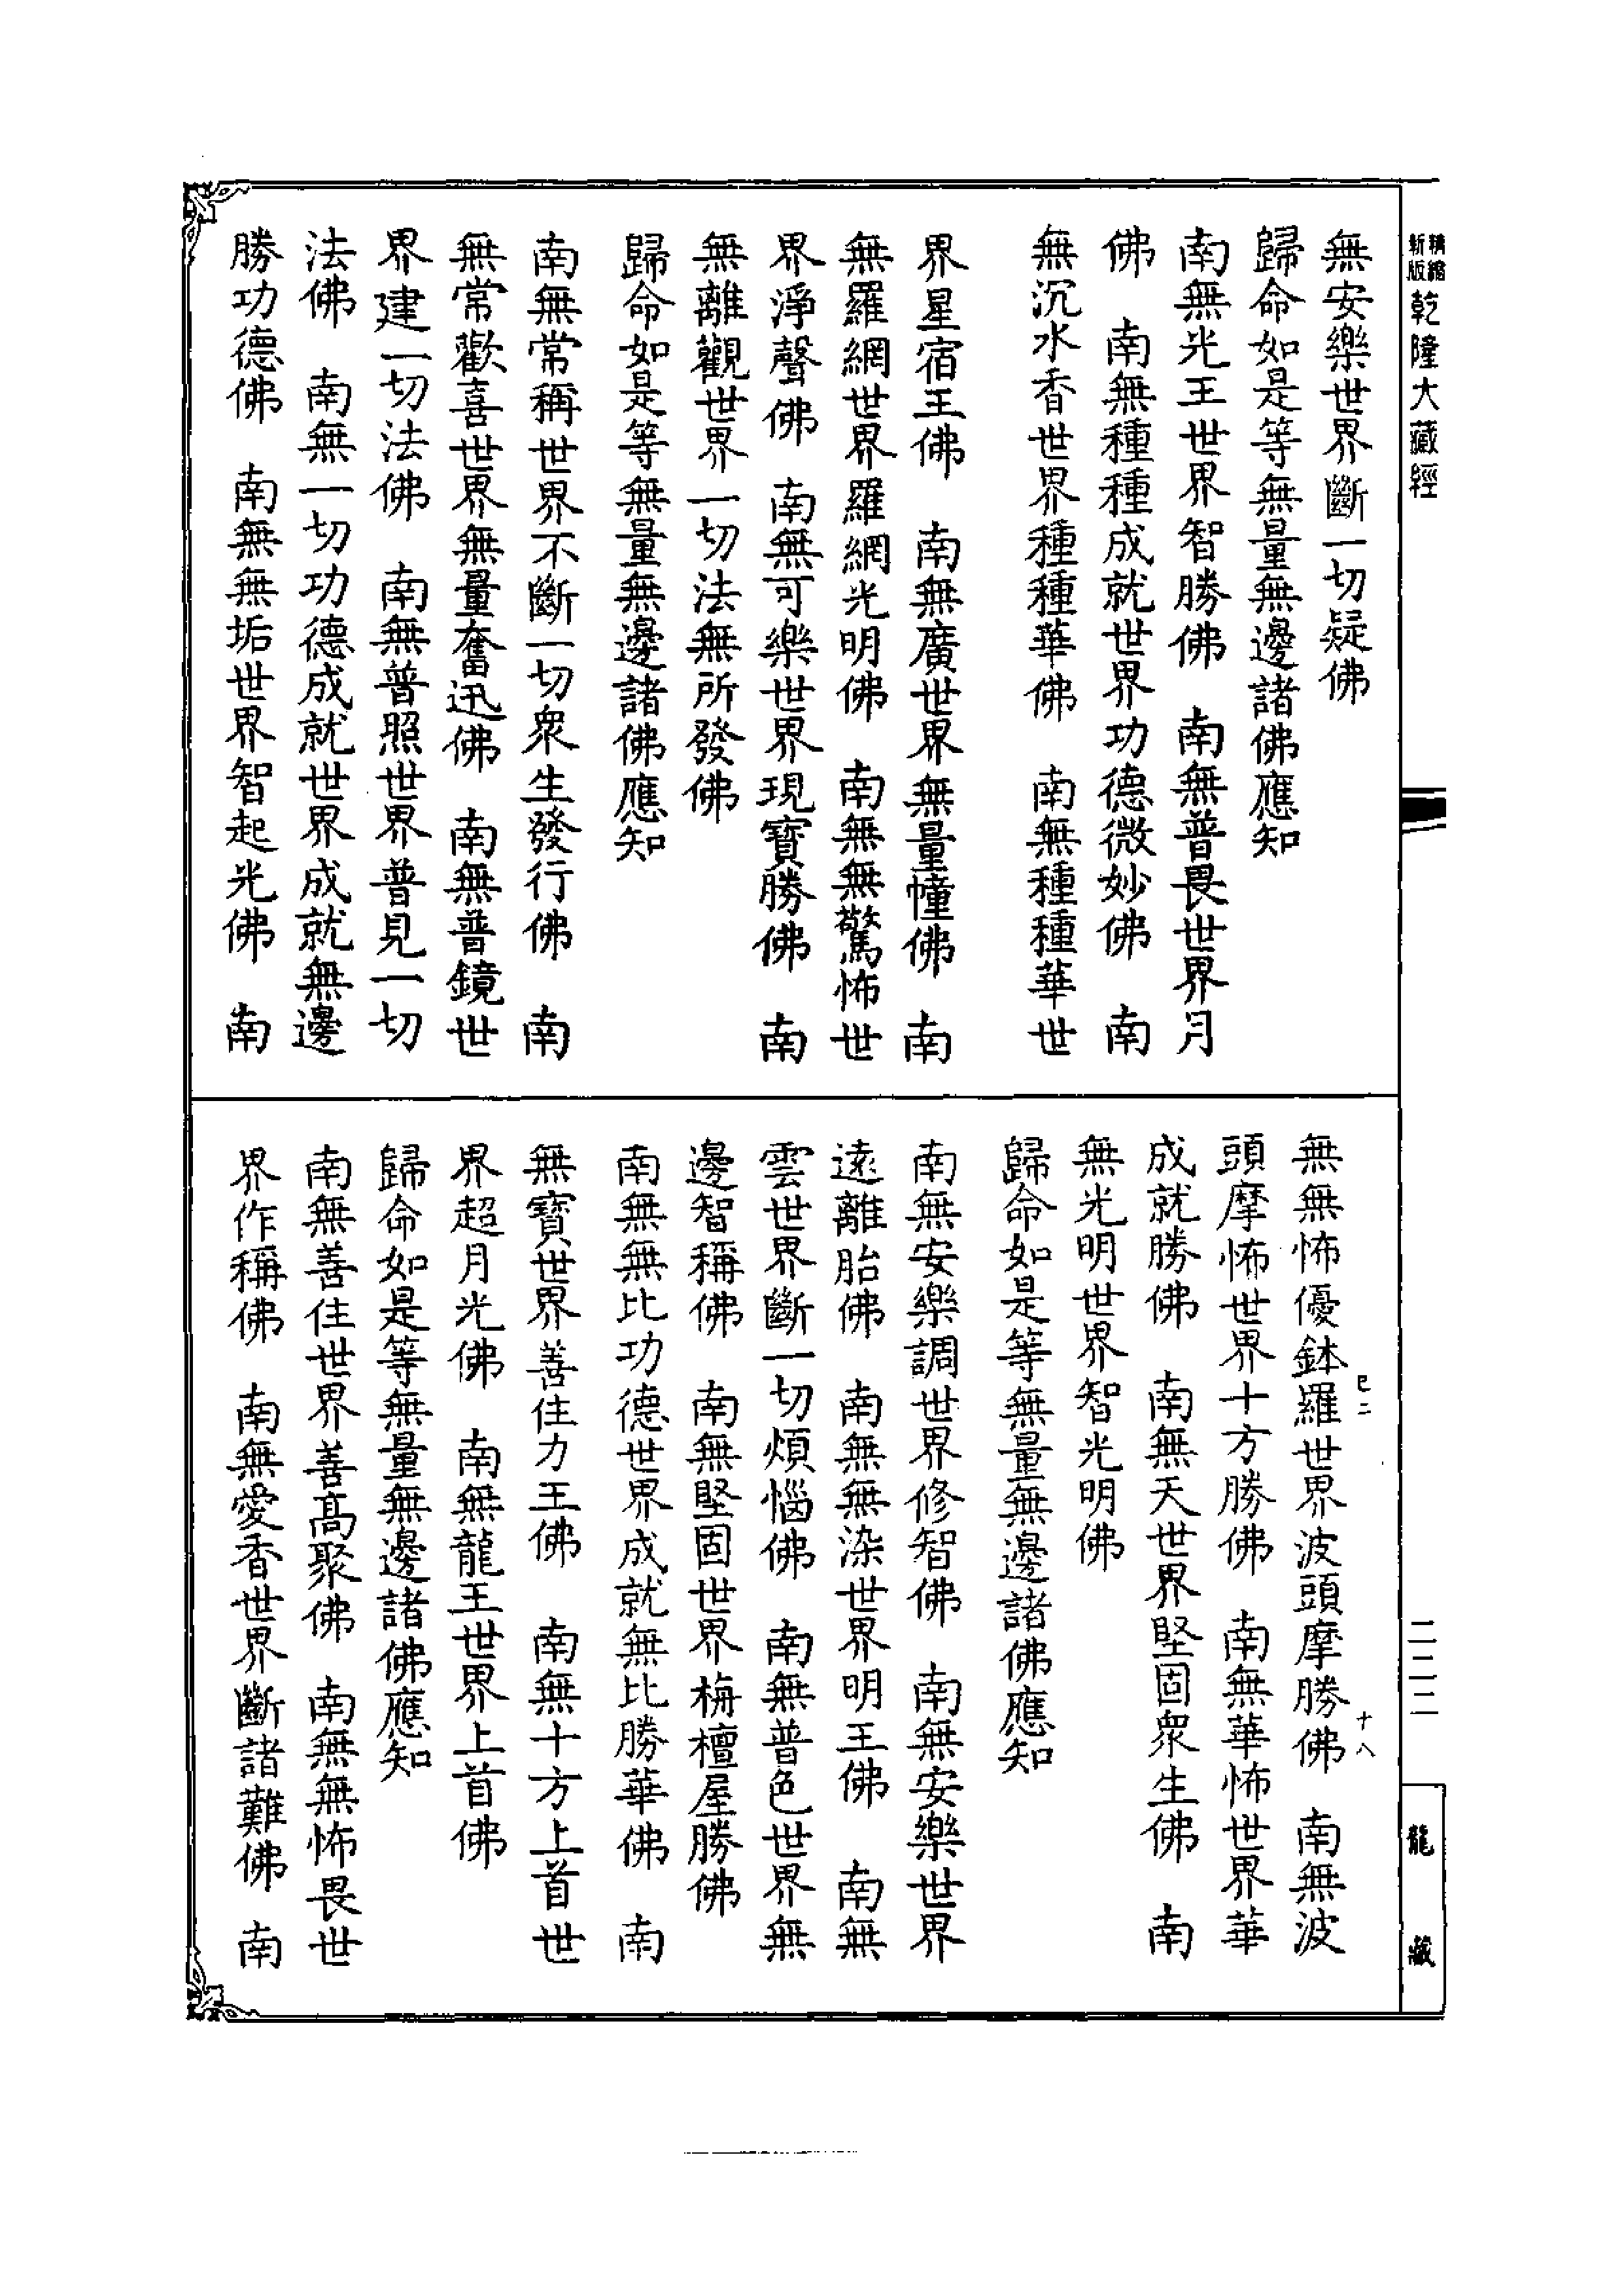 精縮
新版
乾隆大藏經
二二二
龍藏
無安樂世界斷一切疑佛
歸命如是等無量無邊諸佛應知
南無光王世界智勝佛　南無普畏世界月
佛　南無種種成就世界功德微妙佛　南
無沉水香世界種種華佛　南無種種華世
界星宿王佛　南無廣世界無量幢佛　南
無羅網世界羅網光明佛　南無無驚怖世
界淨聲佛　南無可樂世界現寶勝佛　南
無離觀世界一切法無所發佛
歸命如是等無量無邊諸佛應知
南無常稱世界不斷一切眾生發行佛　南
無常歡喜世界無量奮迅佛　南無普鏡世
界建一切法佛　南無普照世界普見一切
法佛　南無一切功德成就世界成就無邊
勝功德佛　南無無垢世界智起光佛　南
無無怖優鉢羅世界波頭摩勝佛　南無波
頭摩怖世界十方勝佛　南無華怖世界華
成就勝佛　南無天世界堅固眾生佛　南
無光明世界智光明佛
歸命如是等無量無邊諸佛應知
南無安樂調世界修智佛　南無安樂世界
遠離胎佛　南無無染世界明王佛　南無
雲世界斷一切煩惱佛　南無普色世界無
邊智稱佛　南無堅固世界栴檀屋勝佛
南無無比功德世界成就無比勝華佛　南
無寶世界善住力王佛　南無十方上首世
界超月光佛　南無龍王世界上首佛
歸命如是等無量無邊諸佛應知
南無善住世界善高聚佛　南無無怖畏世
界作稱佛　南無愛香世界斷諸難佛　南
十八